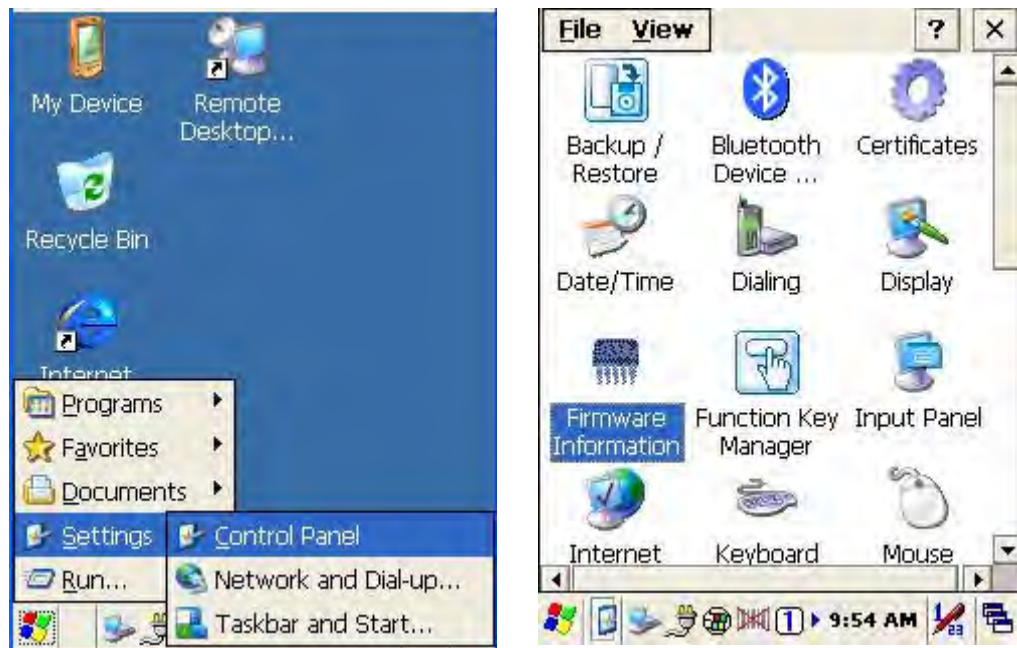 My Device
Remote
Desktop...
Recycle Bin
Internet
Programs
Favorites
Documents
Settings
Control Panel
Run...
Network and Dial-up...
Taskbar and Start...
File View
? ×
Backup /
Restore
Bluetooth
Device ...
Certificates
Date/Time
Dialing
Display
Firmware
Information
Function Key
Manager
Input Panel
Internet
Keyboard
Mouse
1
9:54 AM
1
23